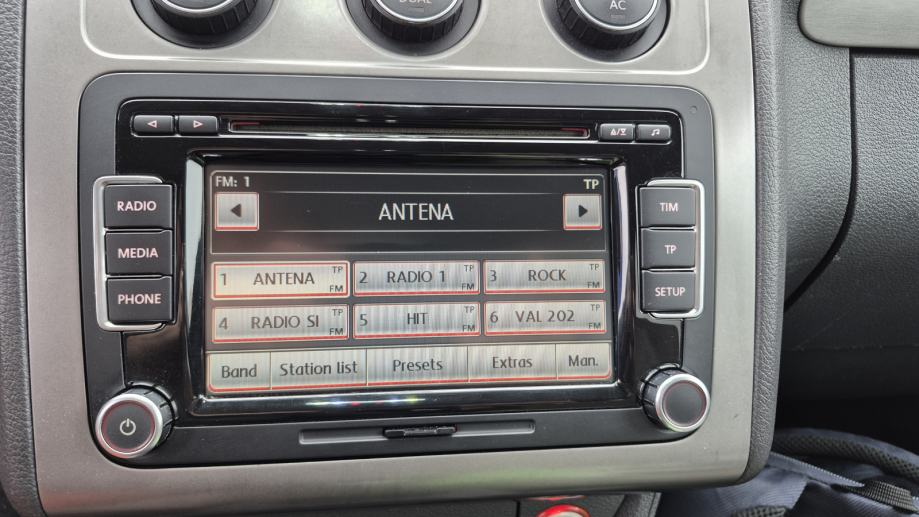 DUAL
AC
FM: 1 TP
ANTENA
RADIO
MEDIA
PHONE
1 ANTENA TP FM
2 RADIO 1 TP FM
3 ROCK TP FM
4 RADIO SI TP FM
5 HIT TP FM
6 VAL 202 TP FM
Band Station list Presets Extras Man.
TIM
TP
SETUP